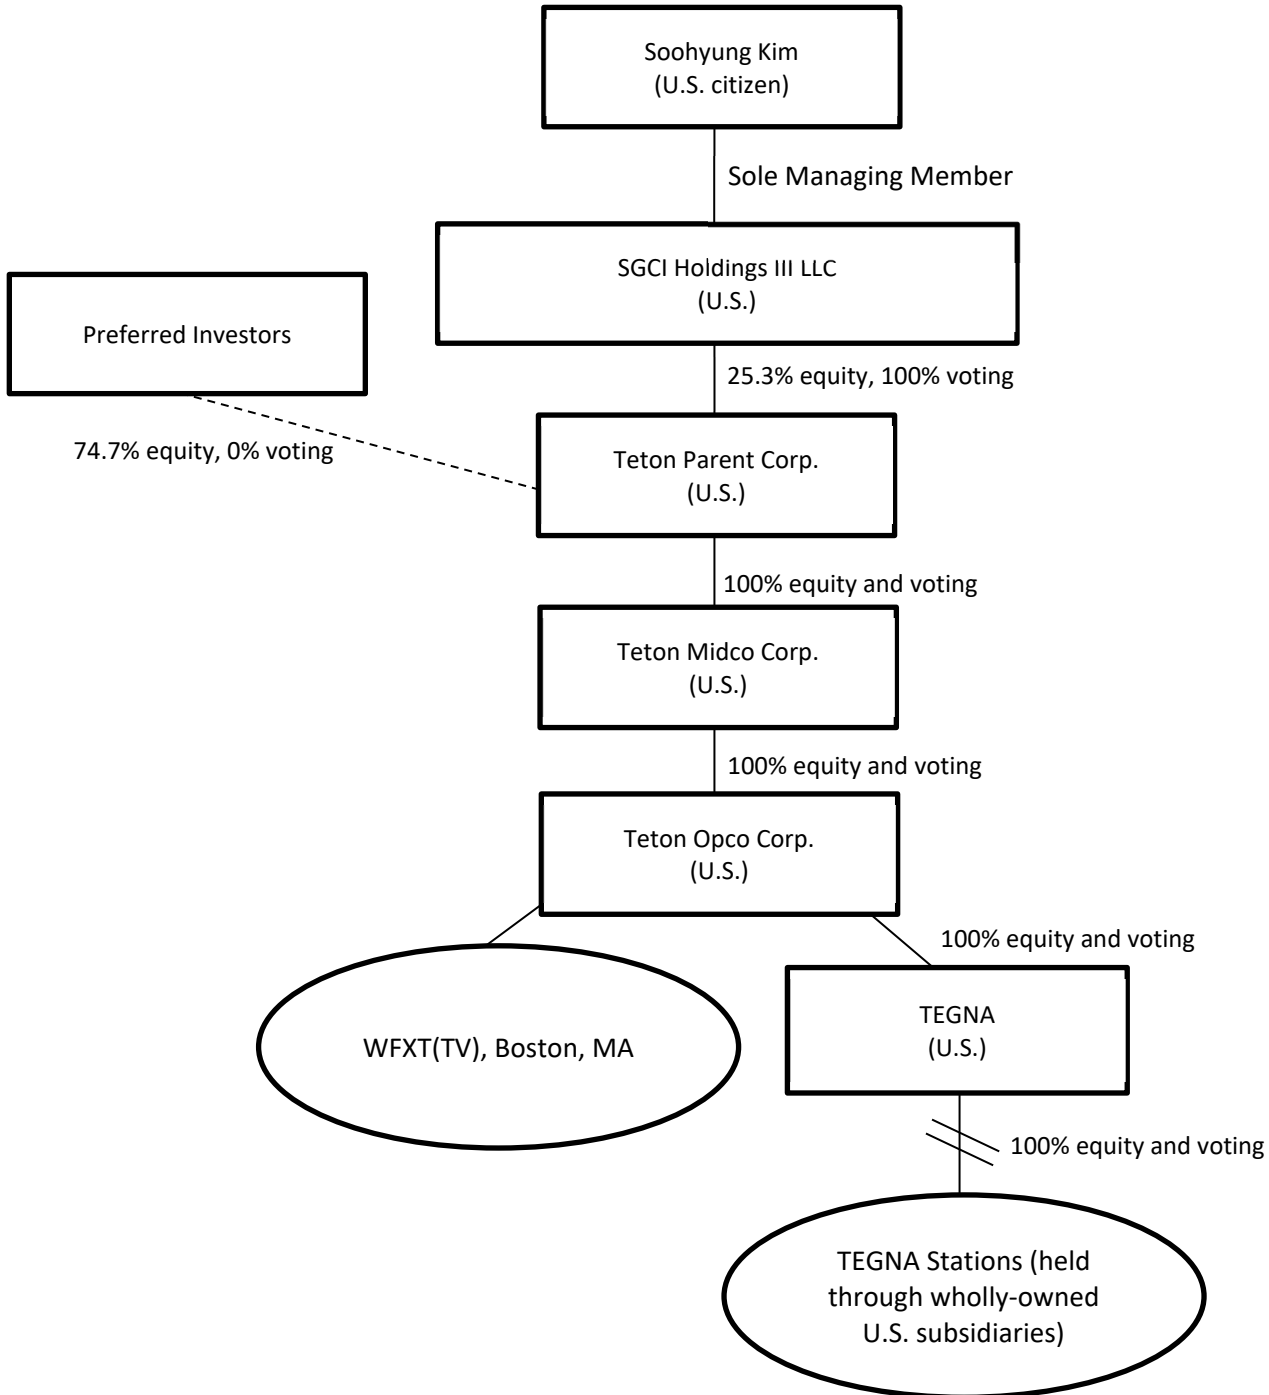 Soohyung Kim
(U.S. citizen)
Sole Managing Member
SGCI Holdings III LLC
(U.S.)
Preferred Investors
25.3% equity, 100% voting
74.7% equity, 0% voting
Teton Parent Corp.
(U.S.)
100% equity and voting
Teton Midco Corp.
(U.S.)
100% equity and voting
Teton Opco Corp.
(U.S.)
100% equity and voting
WFXT(TV), Boston, MA
TEGNA
(U.S.)
100% equity and voting
TEGNA Stations (held
through wholly-owned
U.S. subsidiaries)